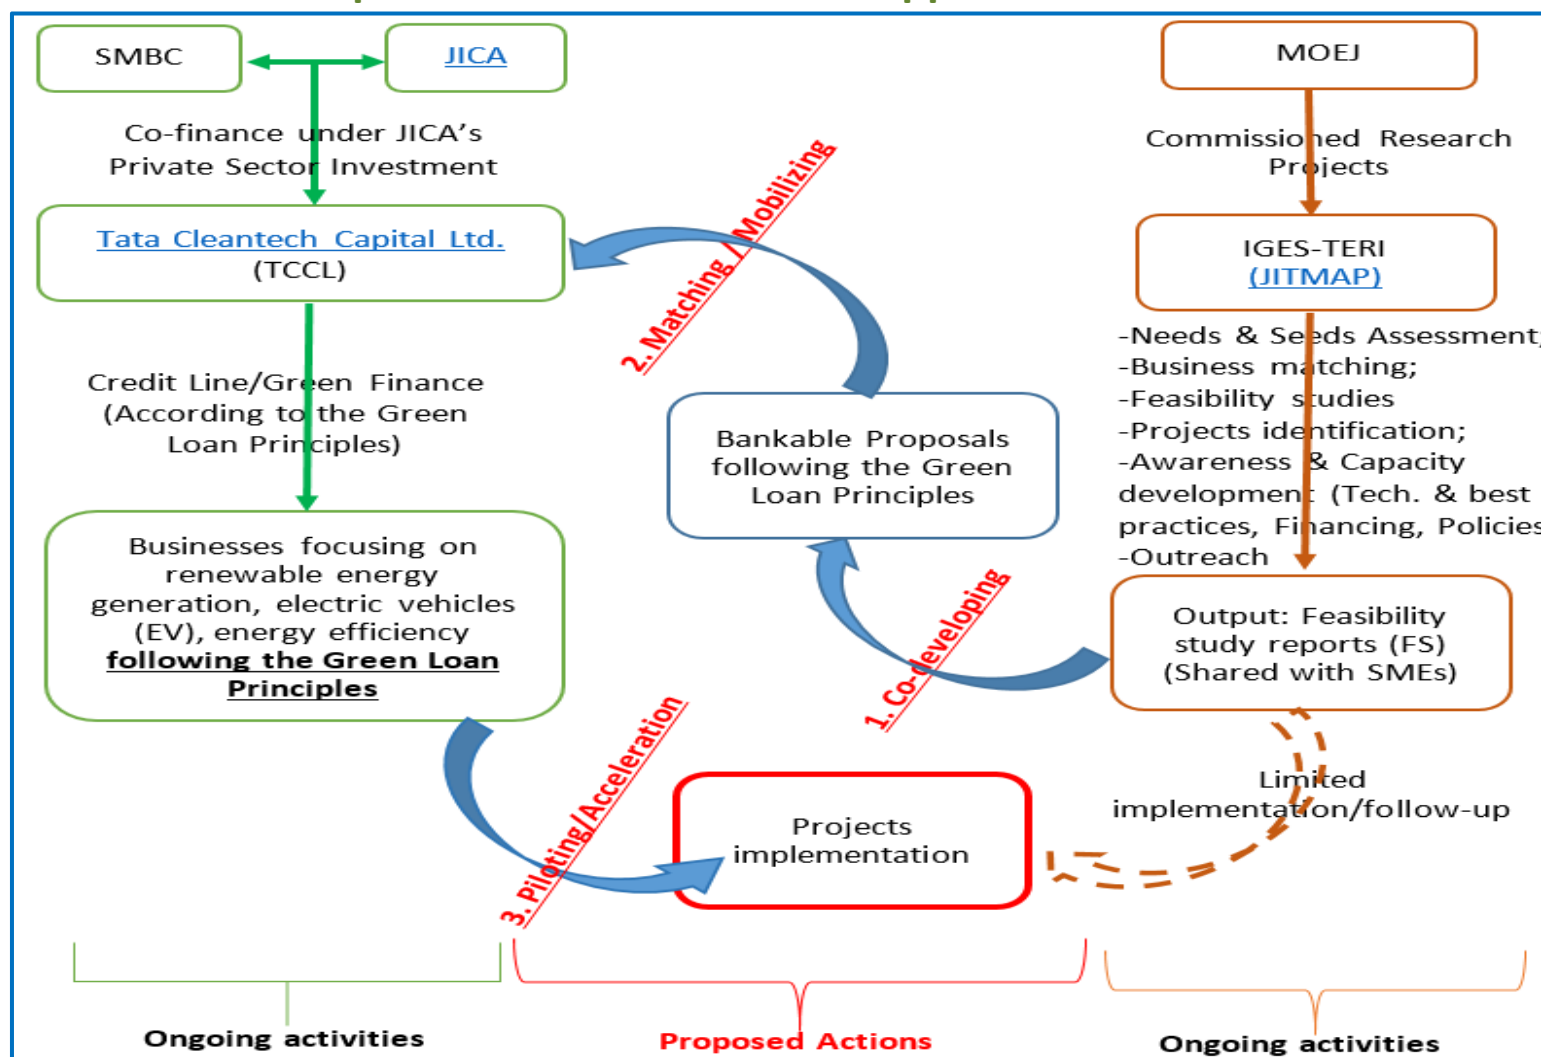 SMBC
JICA
Co-finance under JICA's
Private Sector Investment
Tata Cleantech Capital Ltd.
(TCCL)
Credit Line/Green Finance
(According to the Green
Loan Principles)
Businesses focusing on
renewable energy
generation, electric vehicles
(EV), energy efficiency
following the Green Loan
Principles
2. Matching / Mobilizing
Bankable Proposals
following the Green
Loan Principles
1. Co-developing
3. Piloting/Acceleration
Projects
implementation
MOEJ
Commissioned Research
Projects
IGES-TERI
(JITMAP)
-Needs & Seeds Assessment;
-Business matching;
-Feasibility studies
-Projects identification;
-Awareness & Capacity
development (Tech. & best
practices, Financing, Policies
-Outreach
Output: Feasibility
study reports (FS)
(Shared with SMEs)
Limited
implementation/follow-up
Ongoing activities
Proposed Actions
Ongoing activities